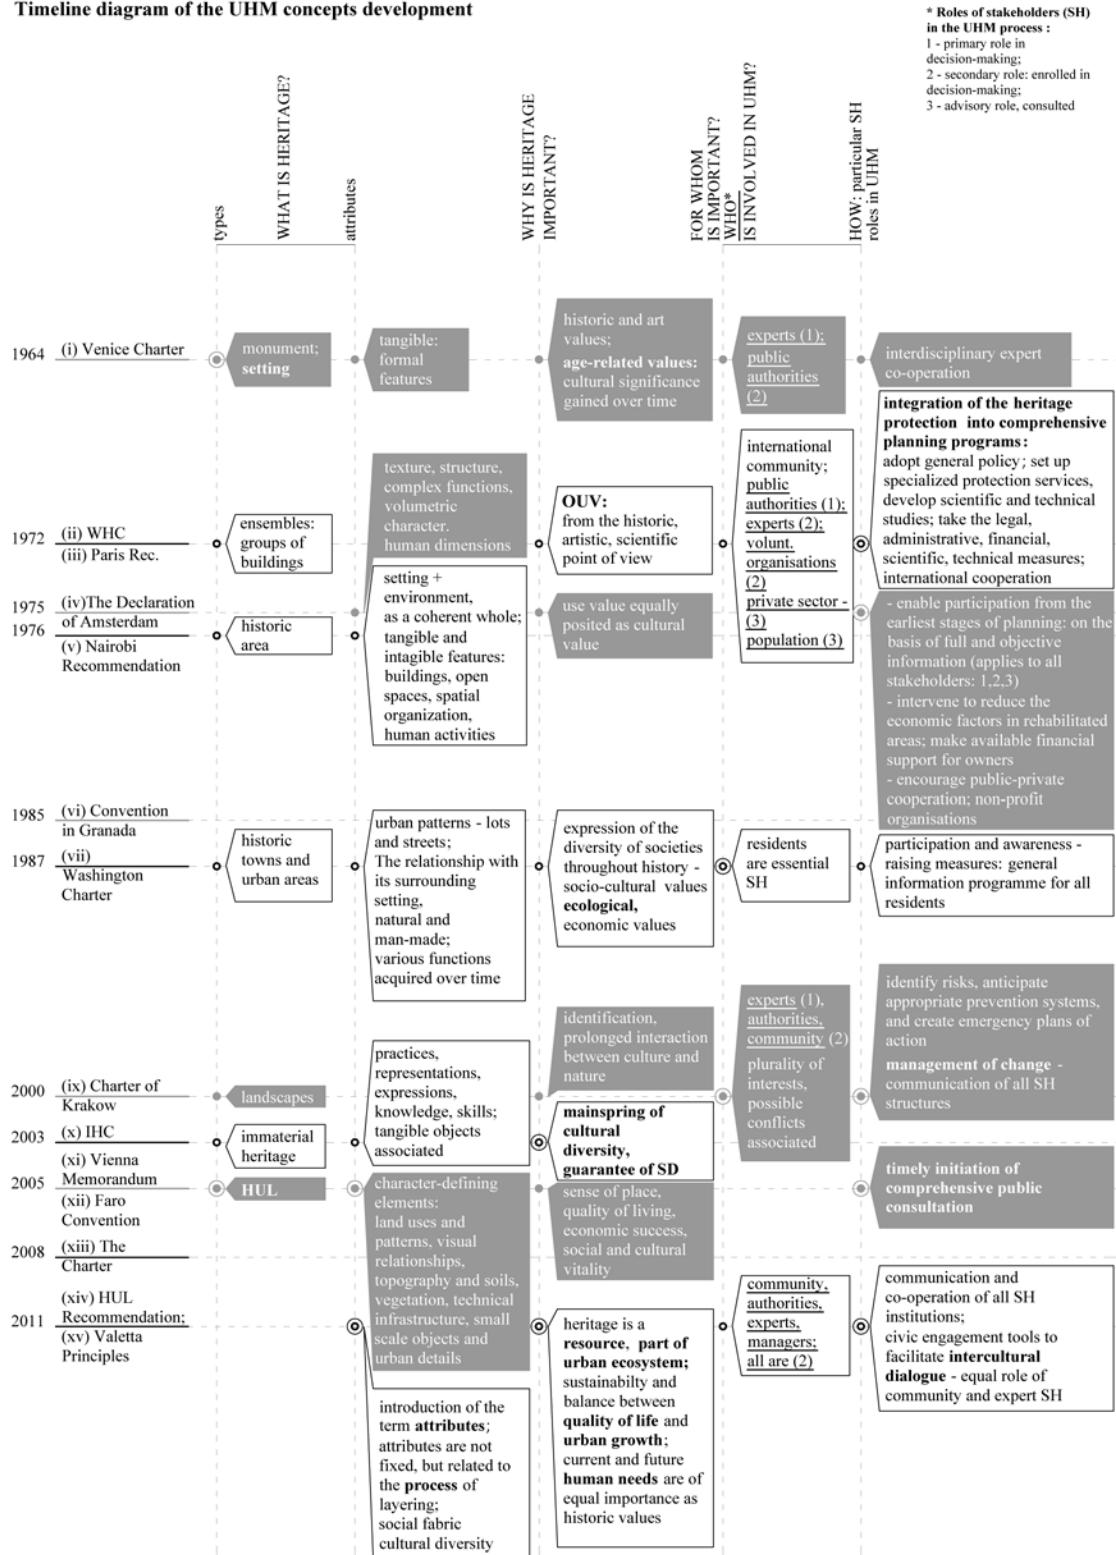 Timeline diagram of the UHM concepts development
* Roles of stakeholders (SH)
in the UHM process :
1 - primary role in
decision-making;
2 - secondary role: enrolled in
decision-making;
3 - advisory role, consulted
types
WHAT IS HERITAGE?
attributes
WHY IS HERITAGE
IMPORTANT?
FOR WHOM
IS IMPORTANT?
WHO*
IS INVOLVED IN UHM?
HOW: particular SH
roles in UHM
1964
(i) Venice Charter
monument;
setting
tangible:
formal
features
historic and art
values;
age-related values:
cultural significance
gained over time
experts (1);
public
authorities
(2)
interdisciplinary expert
co-operation
1972
(ii) WHC
(iii) Paris Rec.
ensembles:
groups of
buildings
texture, structure,
complex functions,
volumetric
character.
human dimensions
OUV:
from the historic,
artistic, scientific
point of view
international
community;
public
authorities (1);
experts (2);
volunt.
organisations
(2)
private sector -
(3)
population (3)
integration of the heritage
protection into comprehensive
planning programs:
adopt general policy; set up
specialized protection services,
develop scientific and technical
studies; take the legal,
administrative, financial,
scientific, technical measures;
international cooperation
1975
(iv)The Declaration
of Amsterdam
1976
(v) Nairobi
Recommendation
historic
area
setting +
environment,
as a coherent whole;
tangible and
intagible features:
buildings, open
spaces, spatial
organization,
human activities
use value equally
posited as cultural
value
- enable participation from the
earliest stages of planning: on the
basis of full and objective
information (applies to all
stakeholders: 1,2,3)
- intervene to reduce the
economic factors in rehabilitated
areas; make available financial
support for owners
- encourage public-private
cooperation; non-profit
organisations
1985
(vi) Convention
in Granada
1987
(vii)
Washington
Charter
historic
towns and
urban areas
urban patterns - lots
and streets;
The relationship with
its surrounding
setting,
natural and
man-made;
various functions
acquired over time
expression of the
diversity of societies
throughout history -
socio-cultural values
ecological,
economic values
residents
are essential
SH
participation and awareness -
raising measures: general
information programme for all
residents
2000
(ix) Charter of
Krakow
landscapes
identification,
prolonged interaction
between culture and
nature
experts (1),
authorities,
community (2)
plurality of
interests,
possible
conflicts
associated
identify risks, anticipate
appropriate prevention systems,
and create emergency plans of
action
management of change -
communication of all SH
structures
2003
(x) IHC
immaterial
heritage
practices,
representations,
expressions,
knowledge, skills;
tangible objects
associated
mainspring of
cultural
diversity,
guarantee of SD
2005
(xi) Vienna
Memorandum
(xii) Faro
Convention
HUL
character-defining
elements:
land uses and
patterns, visual
relationships,
topography and soils,
vegetation, technical
infrastructure, small
scale objects and
urban details
sense of place,
quality of living,
economic success,
social and cultural
vitality
timely initiation of
comprehensive public
consultation
2008
(xiii) The
Charter
2011
(xiv) HUL
Recommendation;
(xv) Valetta
Principles
introduction of the
term attributes;
attributes are not
fixed, but related to
the process of
layering;
social fabric
cultural diversity
heritage is a
resource, part of
urban ecosystem;
sustainabilty and
balance between
quality of life and
urban growth;
current and future
human needs are of
equal importance as
historic values
community,
authorities,
experts,
managers;
all are (2)
communication and
co-operation of all SH
institutions;
civic engagement tools to
facilitate intercultural
dialogue - equal role of
community and expert SH